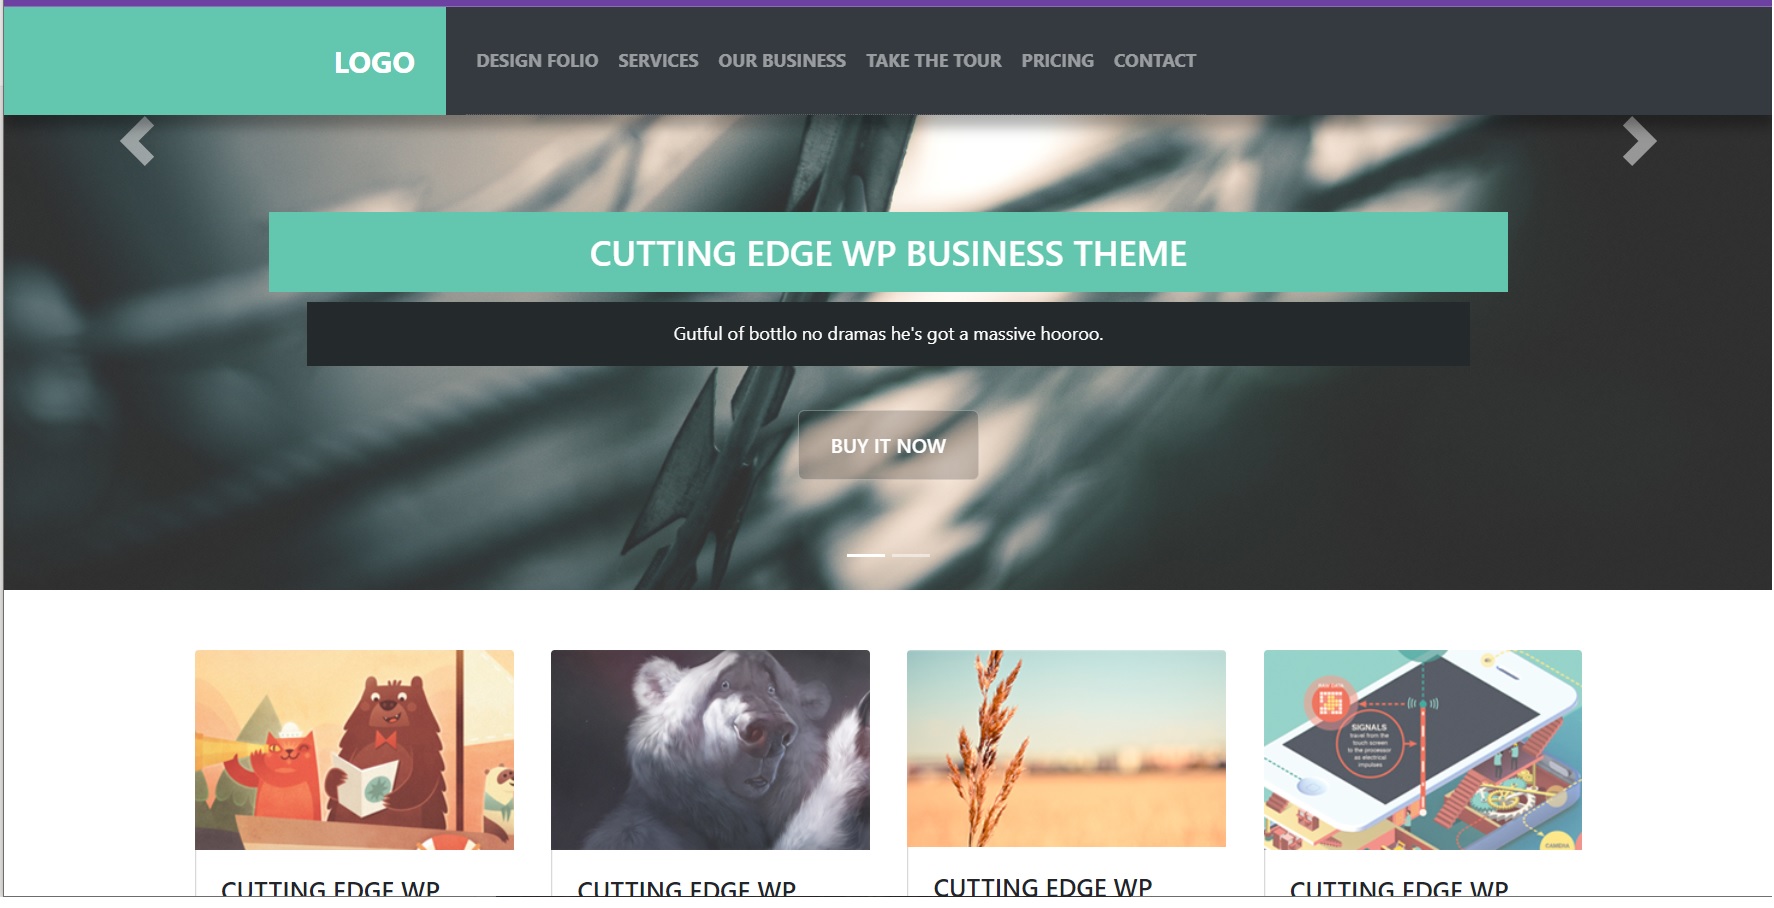 LOGO
DESIGN FOLIO SERVICES OUR BUSINESS TAKE THE TOUR PRICING CONTACT
CUTTING EDGE WP BUSINESS THEME
Gutful of bottlo no dramas he's got a massive hooroo.
BUY IT NOW
SIGNALS
travel from the
touch screen
to the processor
as electrical
impulses
CAMERA
CUTTING EDGE WP
CUTTING EDGE WP
CUTTING EDGE WP
CUTTING EDGE WP